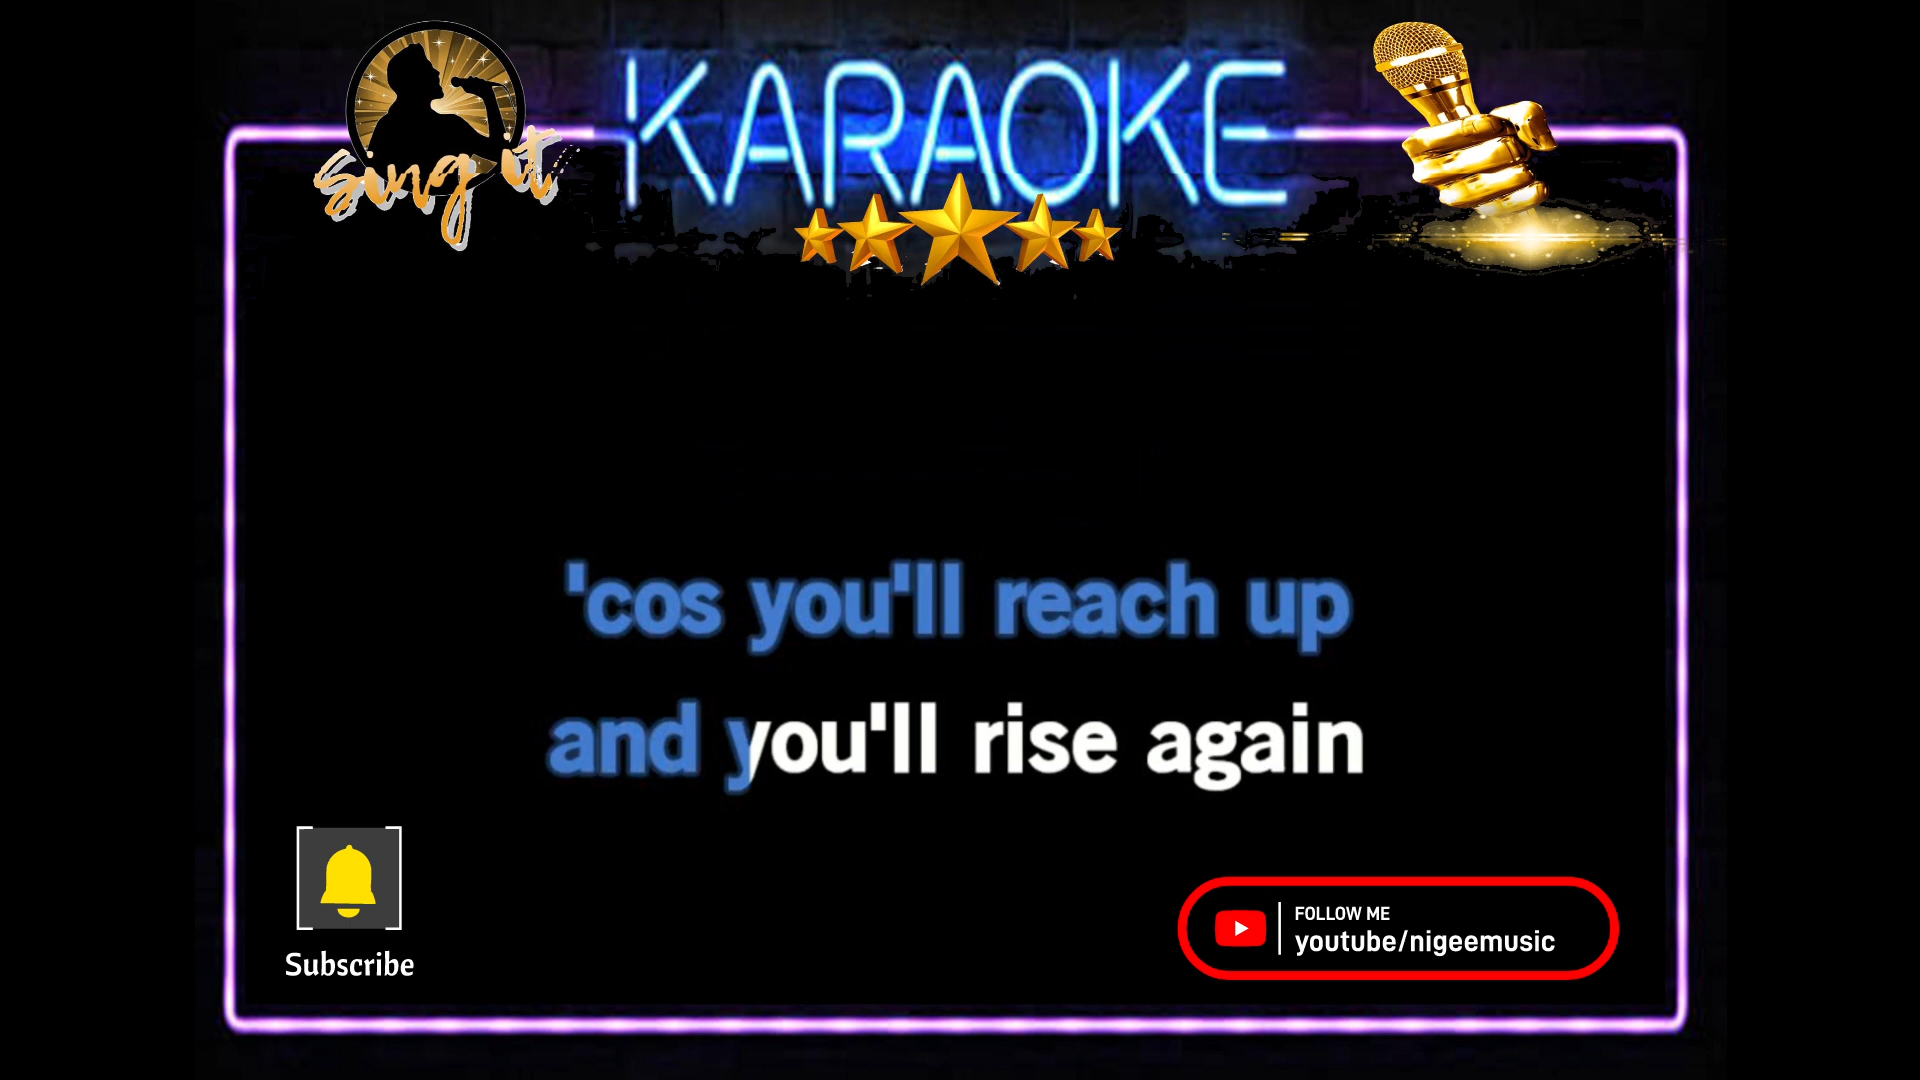 KARAOKE
sing it
'cos you'll reach up
and you'll rise again
Subscribe
FOLLOW ME
youtube/nigeemusic